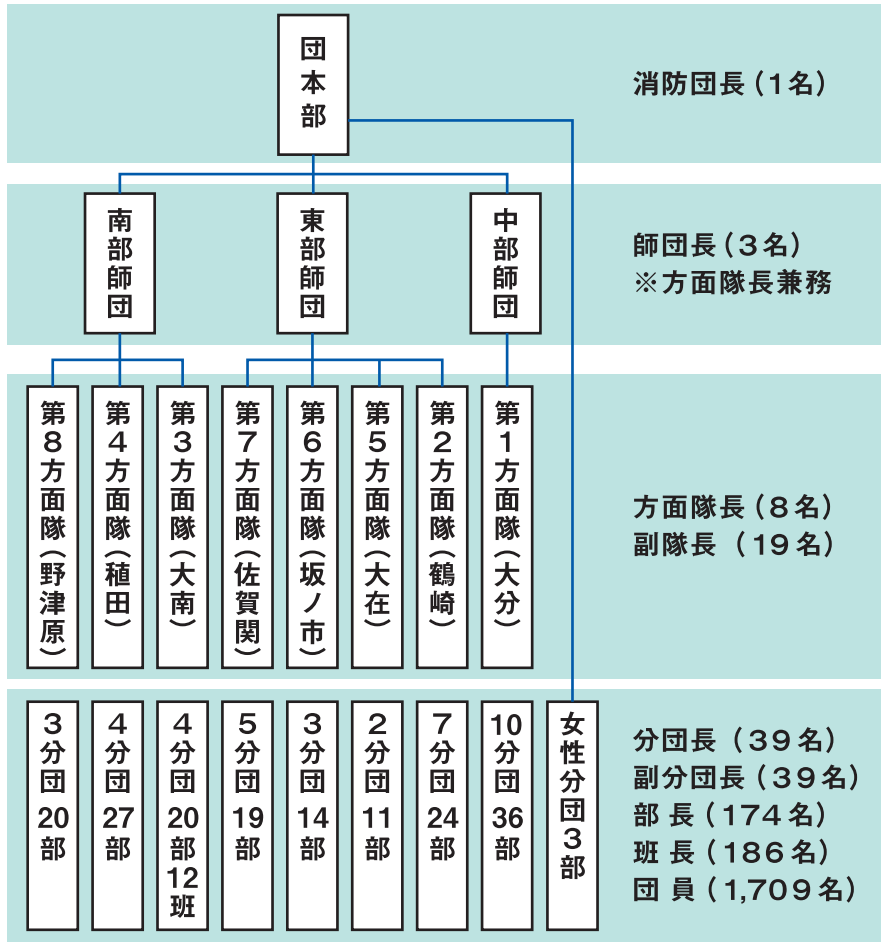 団本部
消防団長（1名）
南部師団
東部師団
中部師団
師団長（3名）
※方面隊長兼務
第8方面隊（野津原）
第4方面隊（稙田）
第3方面隊（大南）
第7方面隊（佐賀関）
第6方面隊（坂ノ市）
第5方面隊（大在）
第2方面隊（鶴崎）
第1方面隊（大分）
方面隊長（8名）
副隊長（19名）
3分団20部
4分団27部
4分団20部12班
5分団19部
3分団14部
2分団11部
7分団24部
10分団36部
女性分団3部
分団長（39名）
副分団長（39名）
部長（174名）
班長（186名）
団員（1,709名）